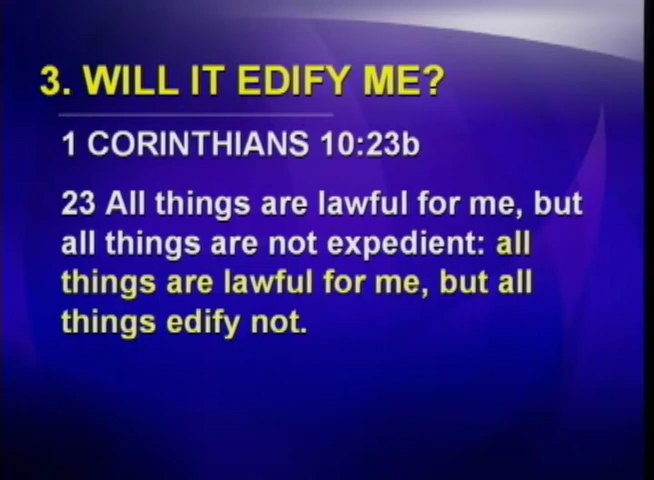 3. WILL IT EDIFY ME?
1 CORINTHIANS 10:23b
23 All things are lawful for me, but
all things are not expedient: all
things are lawful for me, but all
things edify not.